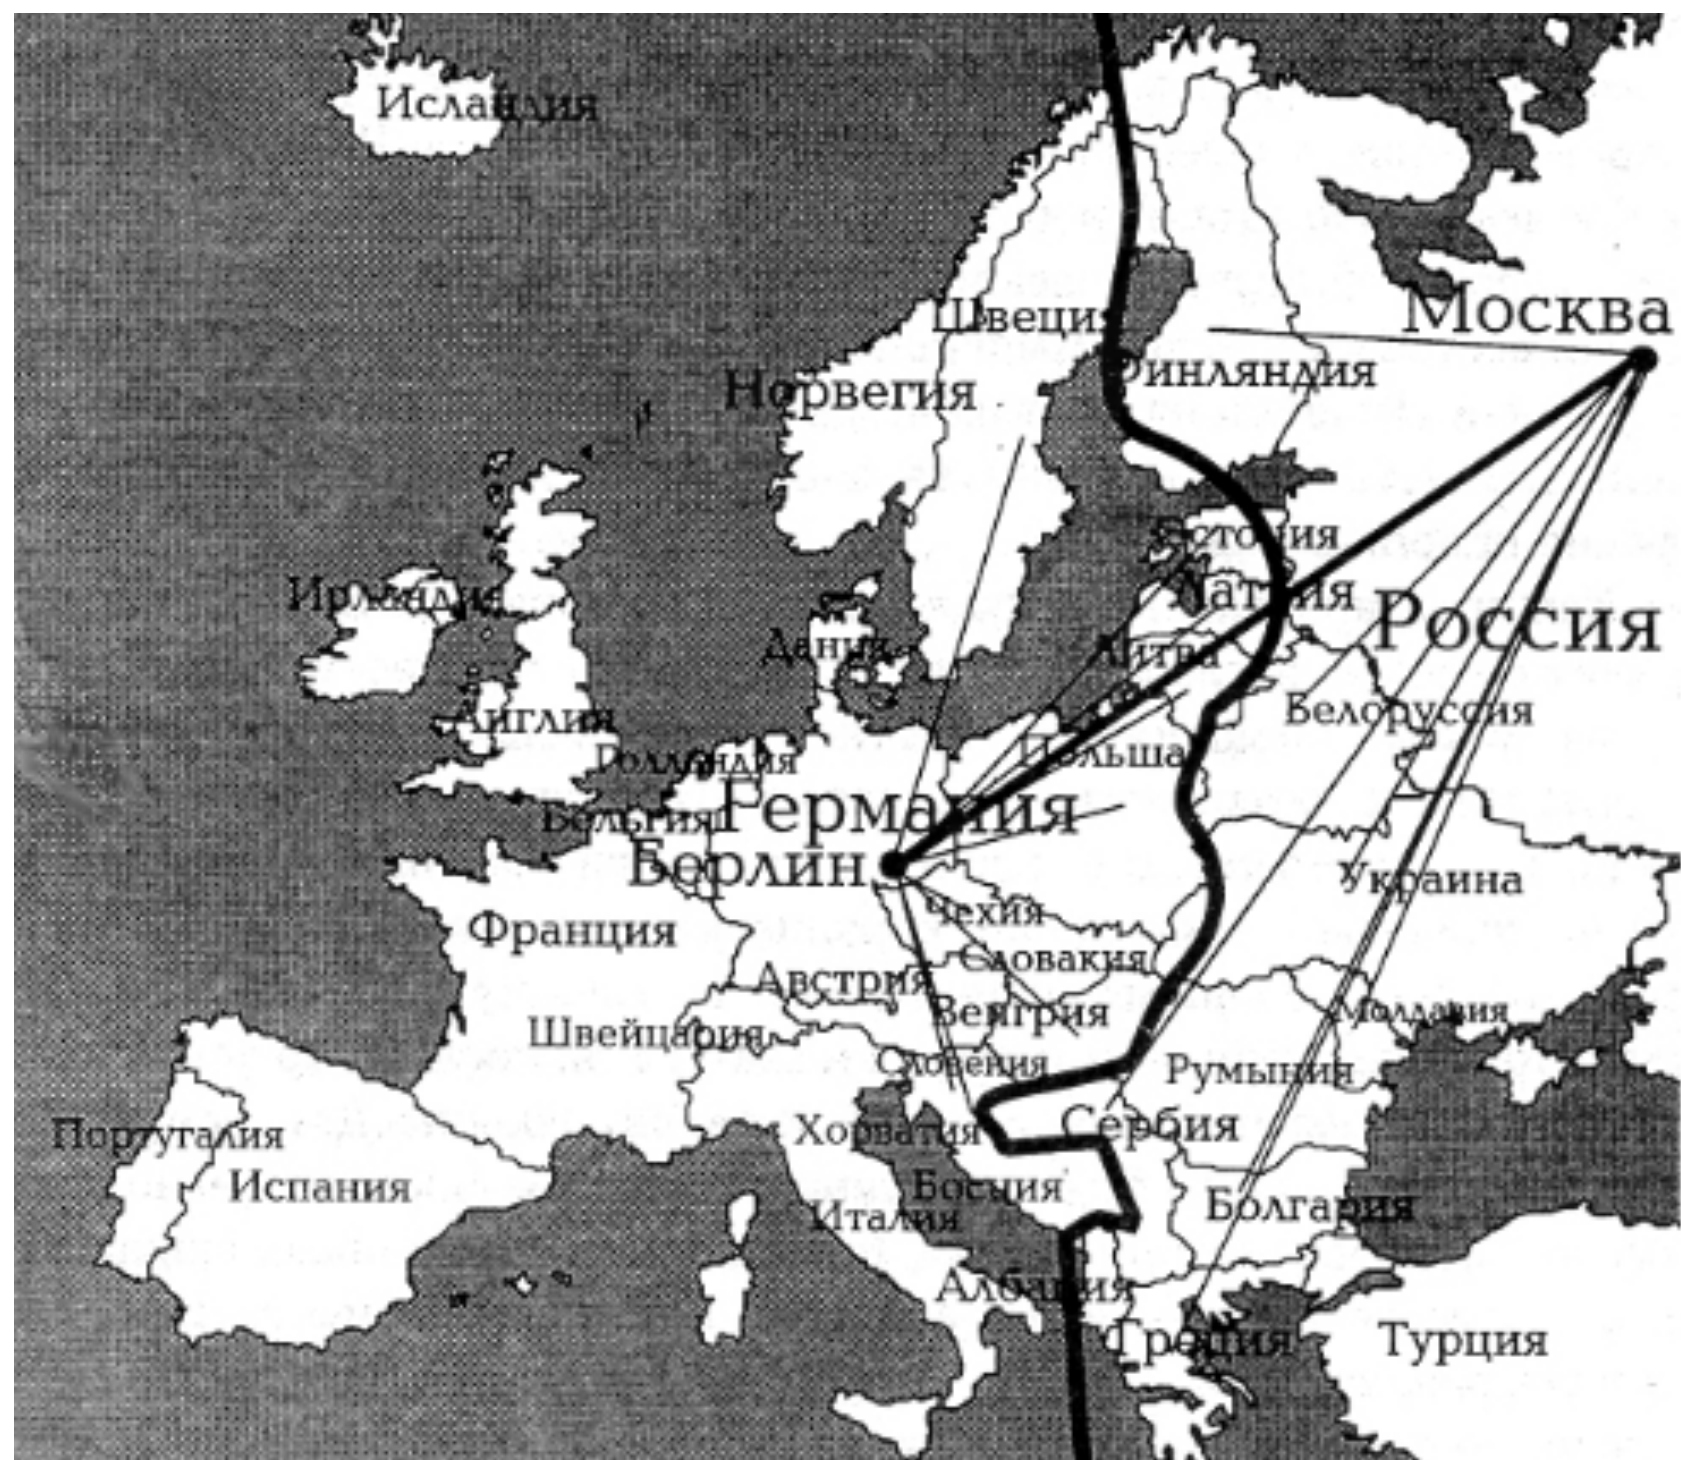 Исландия
Москва
Швеция
Финляндия
Норвегия
Эстония
Ирландия
Латвия
Россия
Дания
Литва
Англия
Белоруссия
Голландия
Польша
Германия
Бельгия
Берлин
Украина
Чехия
Франция
Словакия
Австрия
Венгрия
Молдавия
Швейцария
Словения
Румыния
Португалия
Хорватия
Сербия
Испания
Босния
Италия
Болгария
Албания
Греция
Турция